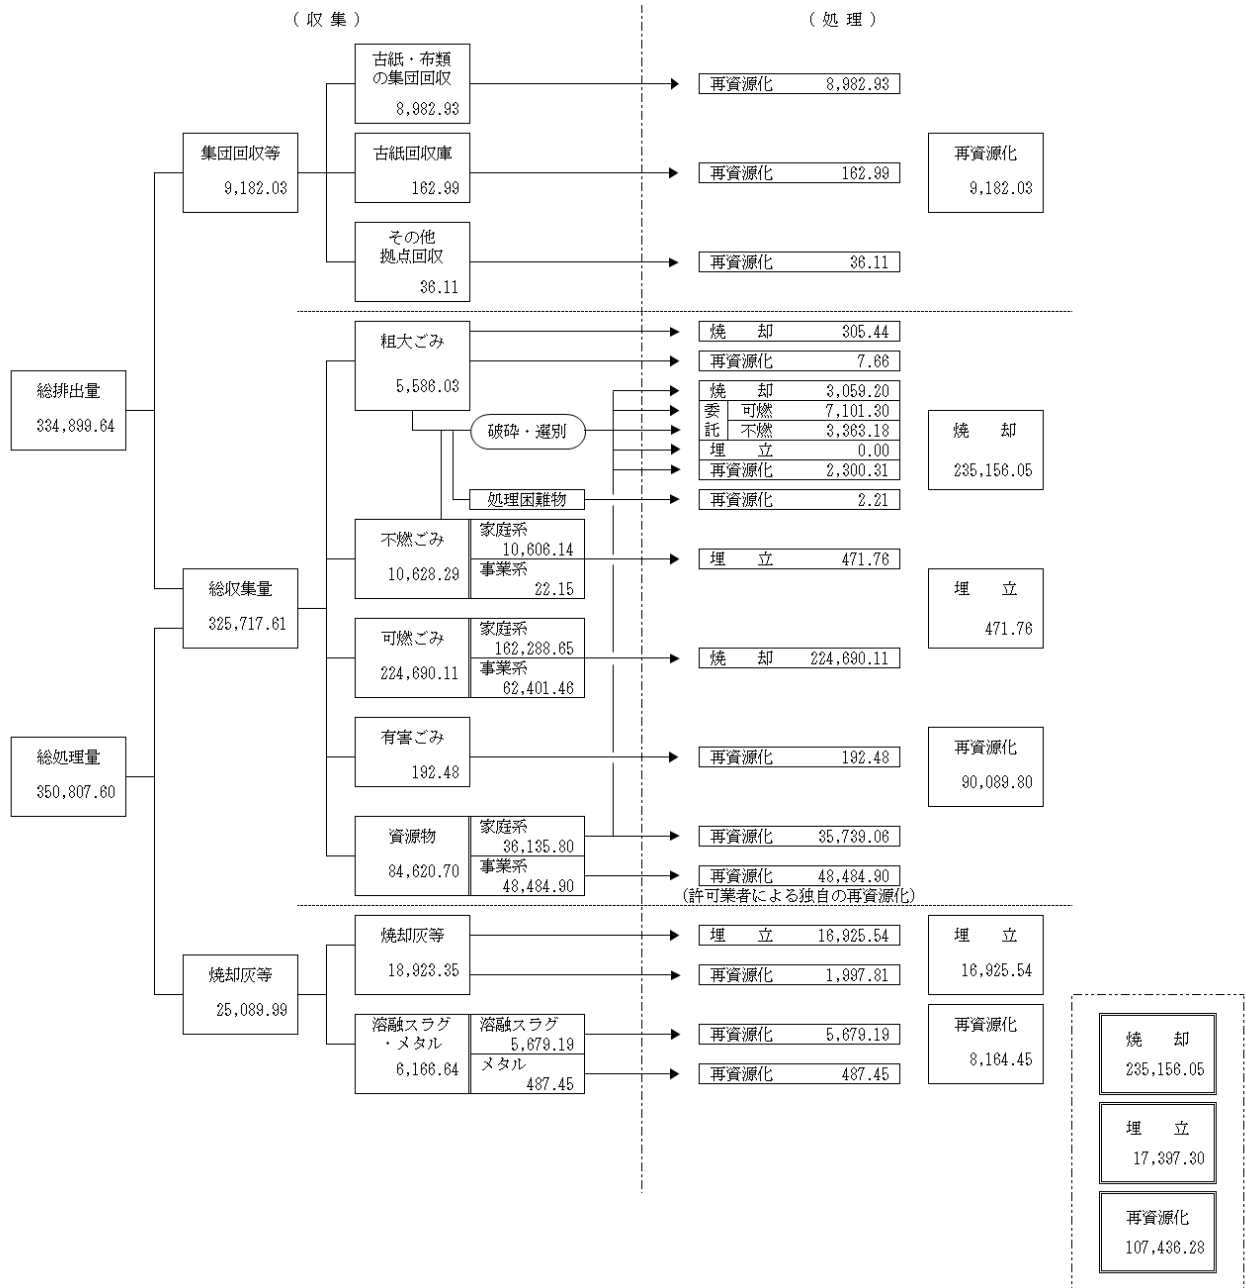 （収集）
（処理）
総排出量
334,899.64
総処理量
350,807.60
集団回収等
9,182.03
総収集量
325,717.61
焼却灰等
25,089.99
古紙・布類
の集団回収
8,982.93
古紙回収庫
162.99
その他
拠点回収
36.11
粗大ごみ
5,586.03
破砕・選別
処理困難物
不燃ごみ
10,628.29
家庭系
10,606.14
事業系
22.15
可燃ごみ
224,690.11
家庭系
162,288.65
事業系
62,401.46
有害ごみ
192.48
資源物
84,620.70
家庭系
36,135.80
事業系
48,484.90
焼却灰等
18,923.35
溶融スラグ
・メタル
6,166.64
溶融スラグ
5,679.19
メタル
487.45
再資源化 8,982.93
再資源化 162.99
再資源化 36.11
焼却 305.44
再資源化 7.66
焼却 3,059.20
委 可燃 7,101.30
託 不燃 3,363.18
埋立 0.00
再資源化 2,300.31
再資源化 2.21
埋立 471.76
焼却 224,690.11
再資源化 192.48
再資源化 35,739.06
再資源化 48,484.90
(許可業者による独自の再資源化)
埋立 16,925.54
再資源化 1,997.81
再資源化 5,679.19
再資源化 487.45
再資源化
9,182.03
焼却
235,156.05
埋立
471.76
再資源化
90,089.80
埋立
16,925.54
再資源化
8,164.45
焼却
235,156.05
埋立
17,397.30
再資源化
107,436.28